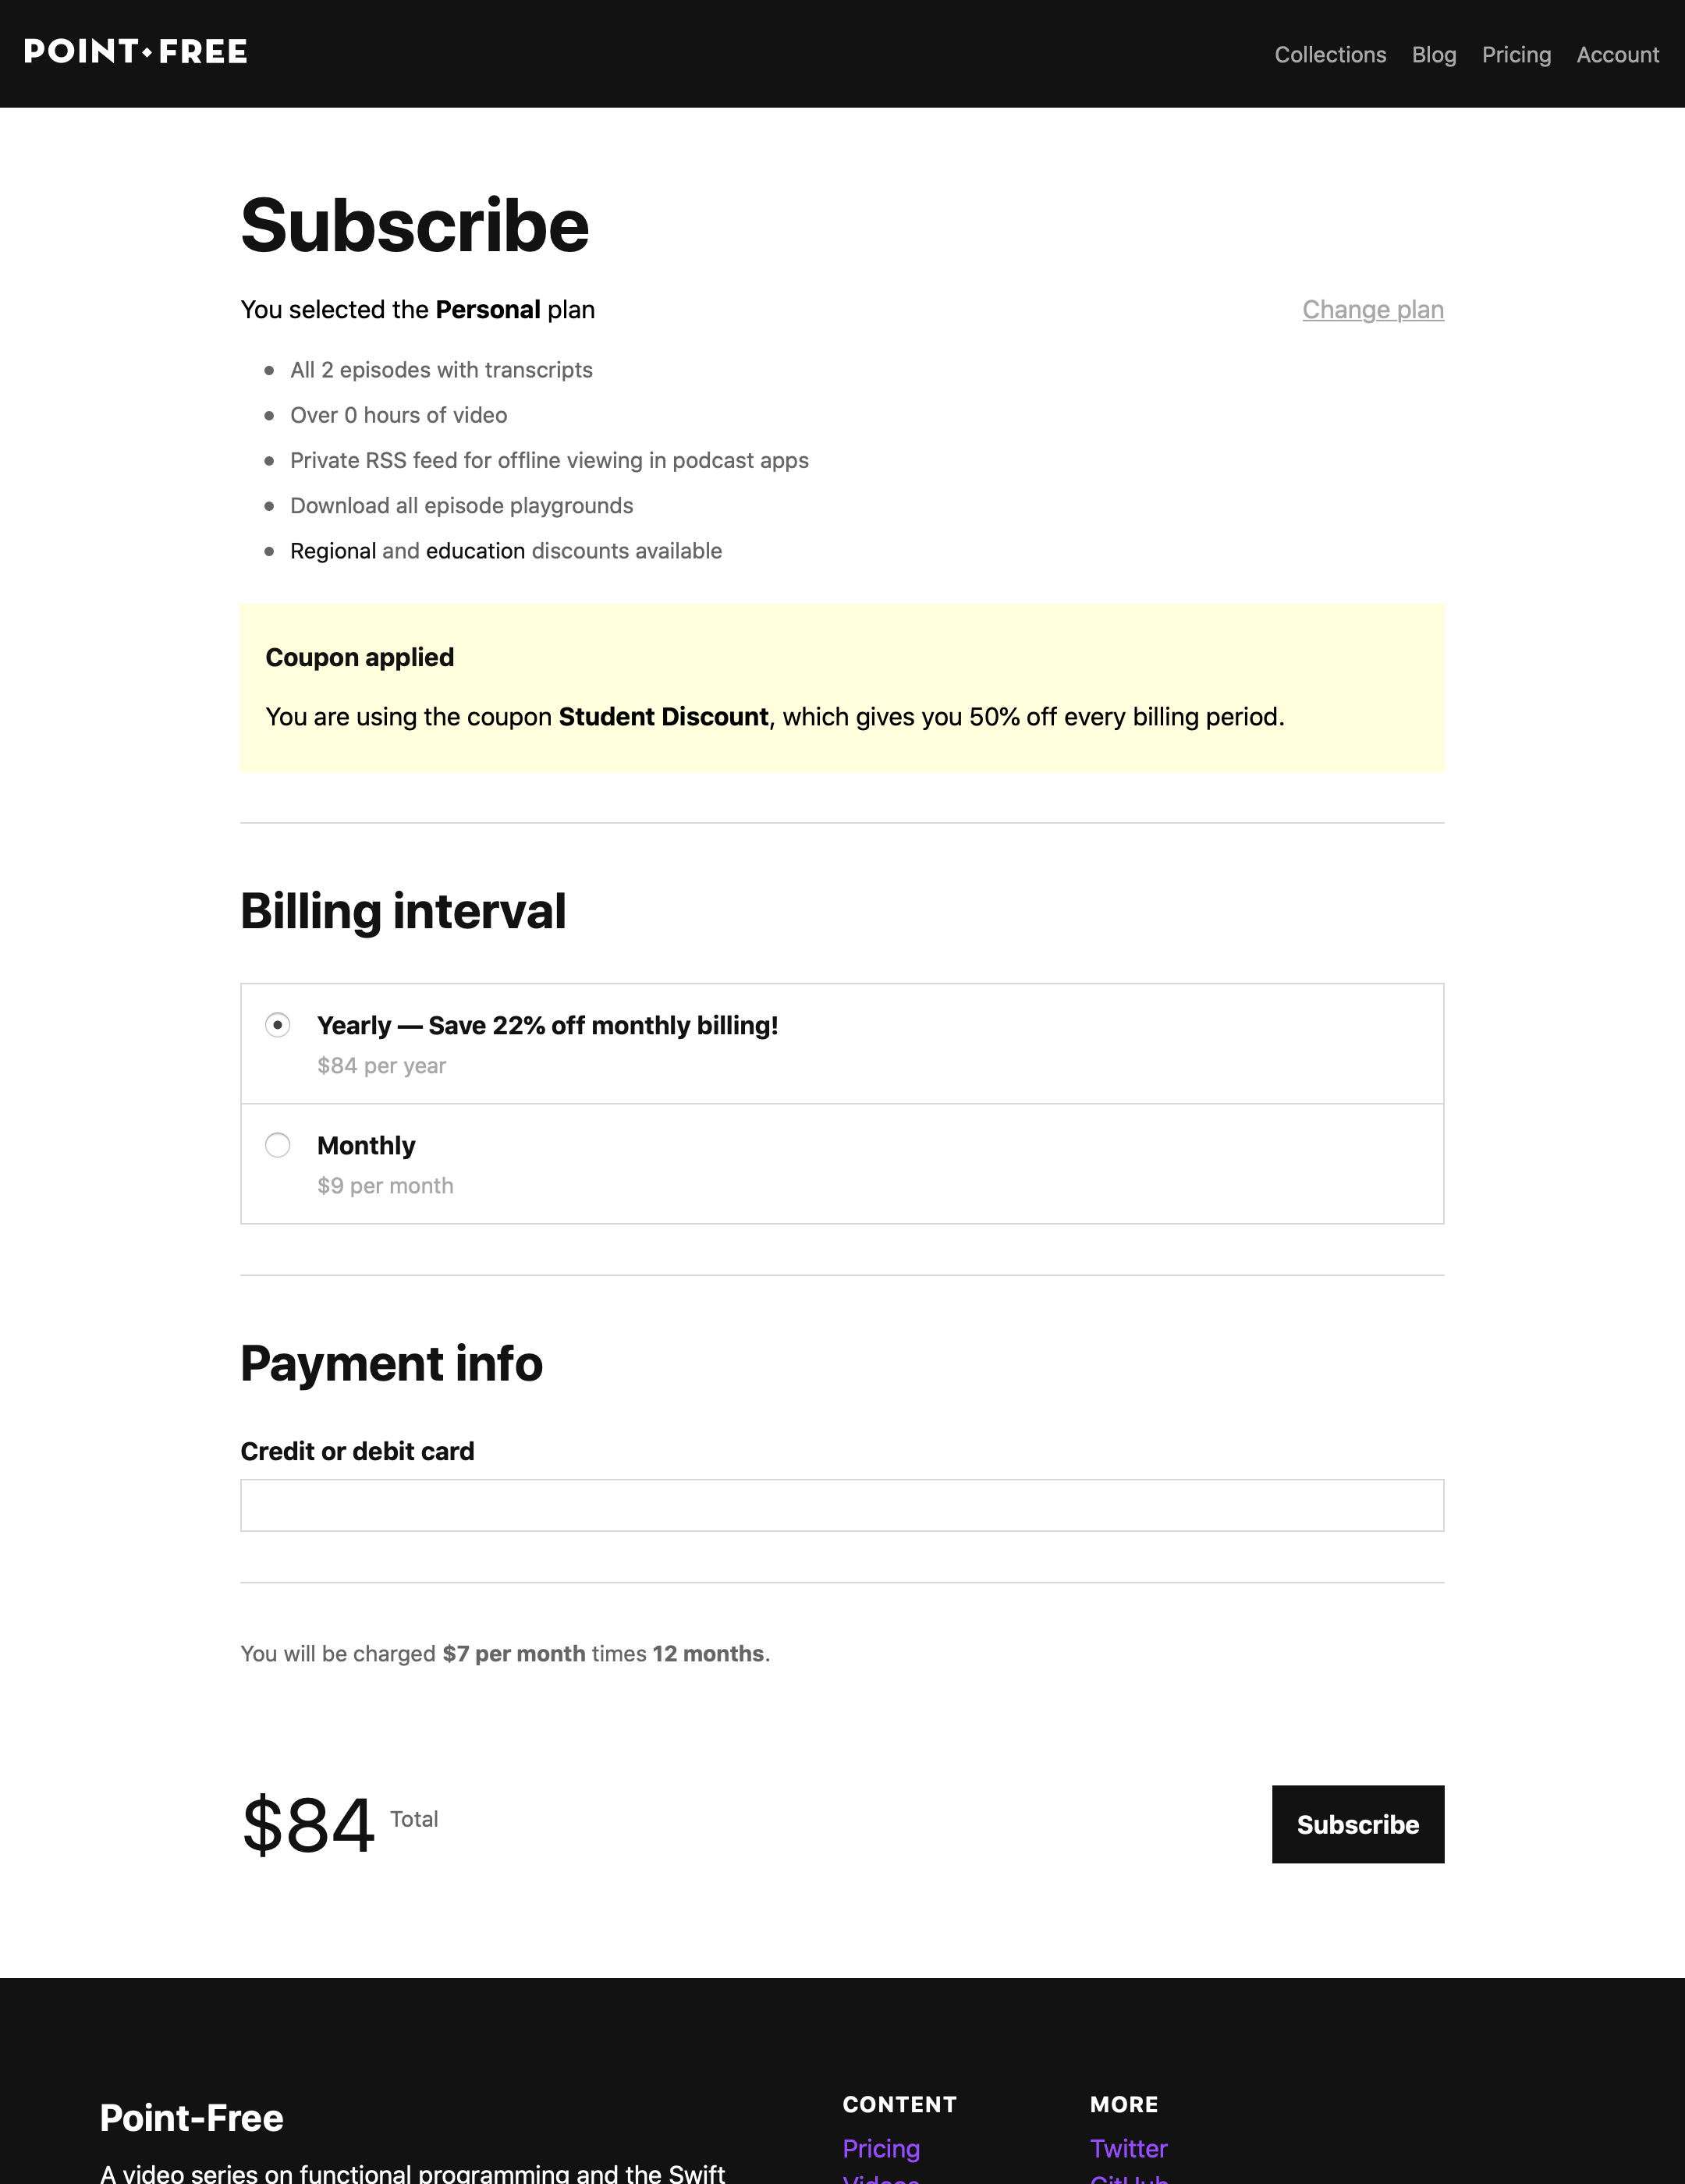 POINT FREE
Collections Blog Pricing Account
Subscribe
You selected the Personal plan
Change plan
All 2 episodes with transcripts
Over 0 hours of video
Private RSS feed for offline viewing in podcast apps
Download all episode playgrounds
Regional and education discounts available
Coupon applied
You are using the coupon Student Discount, which gives you 50% off every billing period.
Billing interval
Yearly — Save 22% off monthly billing!
$84 per year
Monthly
$9 per month
Payment info
Credit or debit card
You will be charged $7 per month times 12 months.
$84 Total
Subscribe
Point-Free
A video series on functional programming and the Swift
CONTENT
Pricing
Videos
MORE
Twitter
GitHub